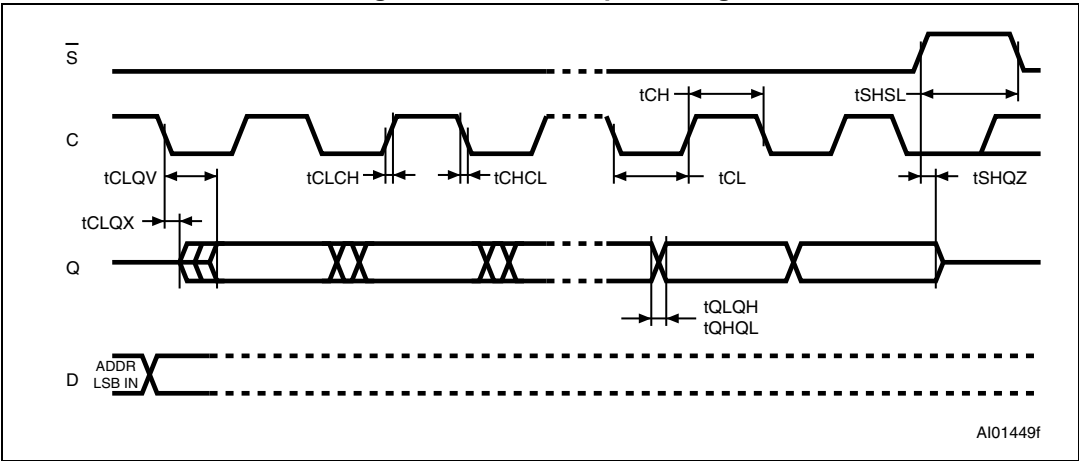 S
tCH
tSHSL
C
tCLQV
tCLCH
tCHCL
tCL
tSHQZ
tCLQX
Q
tQLQH
tQHQL
ADDR
D
LSB IN
AI01449f